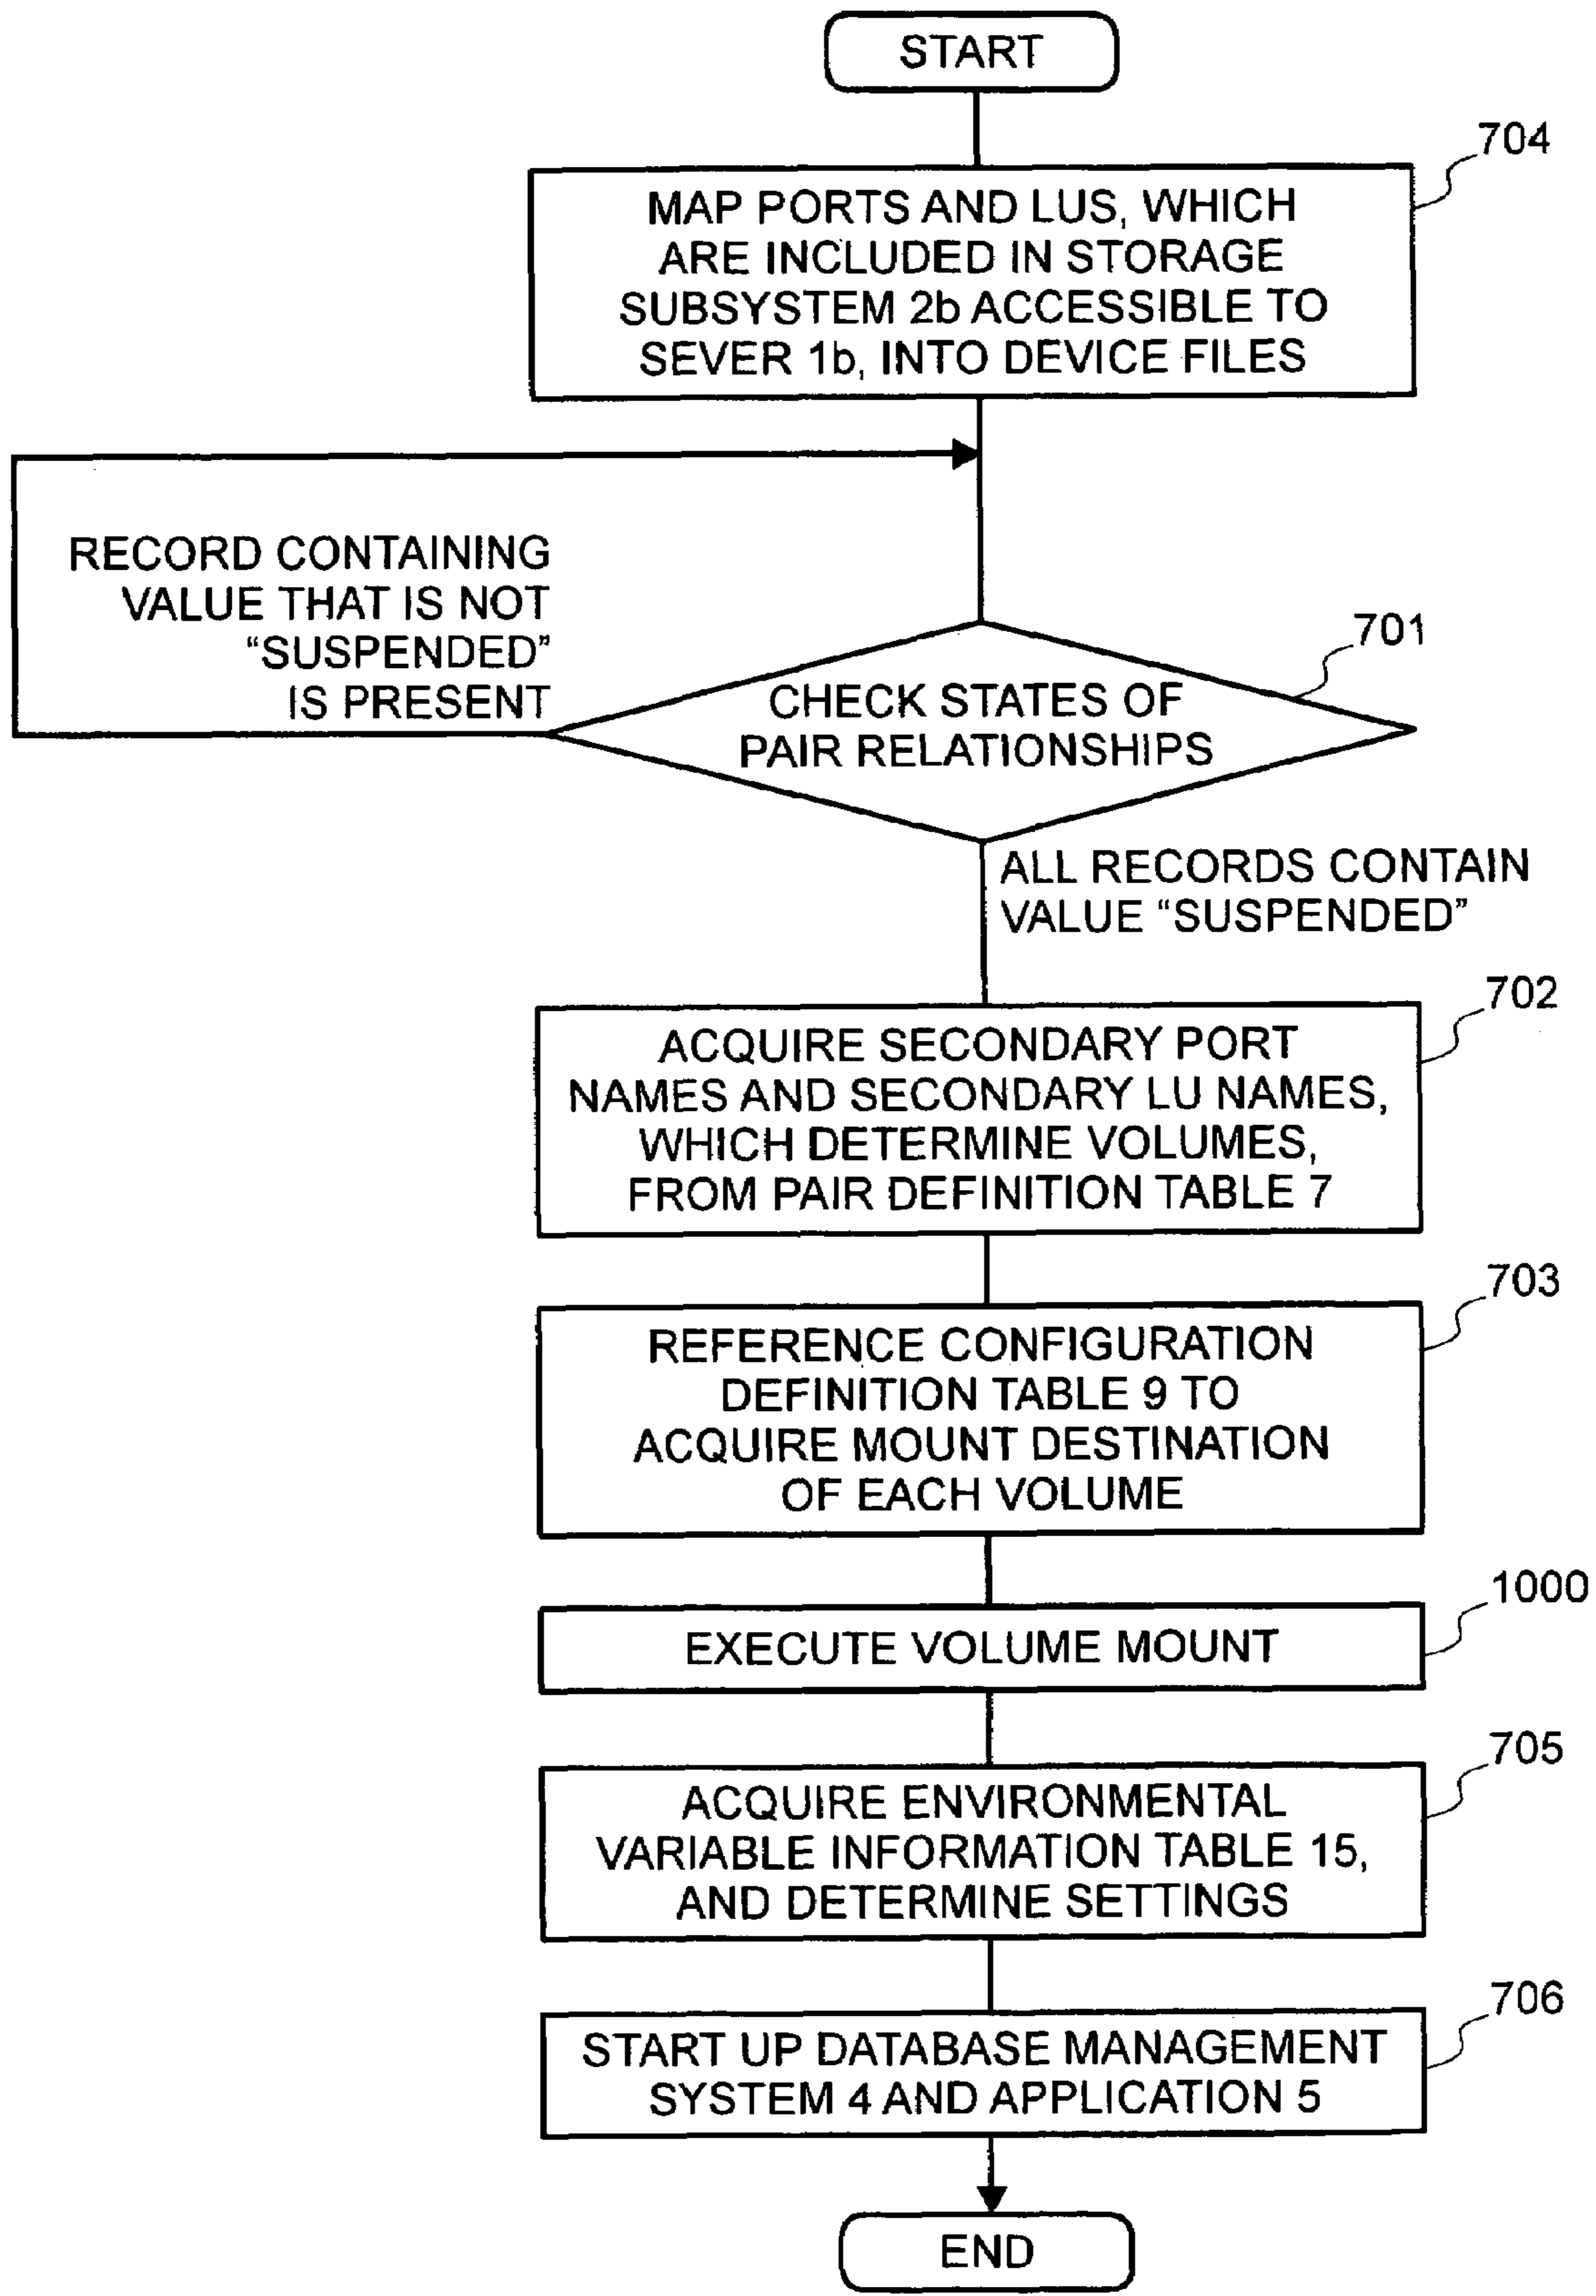 START
704
MAP PORTS AND LUS, WHICH
ARE INCLUDED IN STORAGE
SUBSYSTEM 2b ACCESSIBLE TO
SEVER 1b, INTO DEVICE FILES
RECORD CONTAINING
VALUE THAT IS NOT
“SUSPENDED”
IS PRESENT
701
CHECK STATES OF
PAIR RELATIONSHIPS
ALL RECORDS CONTAIN
VALUE “SUSPENDED”
702
ACQUIRE SECONDARY PORT
NAMES AND SECONDARY LU NAMES,
WHICH DETERMINE VOLUMES,
FROM PAIR DEFINITION TABLE 7
703
REFERENCE CONFIGURATION
DEFINITION TABLE 9 TO
ACQUIRE MOUNT DESTINATION
OF EACH VOLUME
1000
EXECUTE VOLUME MOUNT
705
ACQUIRE ENVIRONMENTAL
VARIABLE INFORMATION TABLE 15,
AND DETERMINE SETTINGS
706
START UP DATABASE MANAGEMENT
SYSTEM 4 AND APPLICATION 5
END